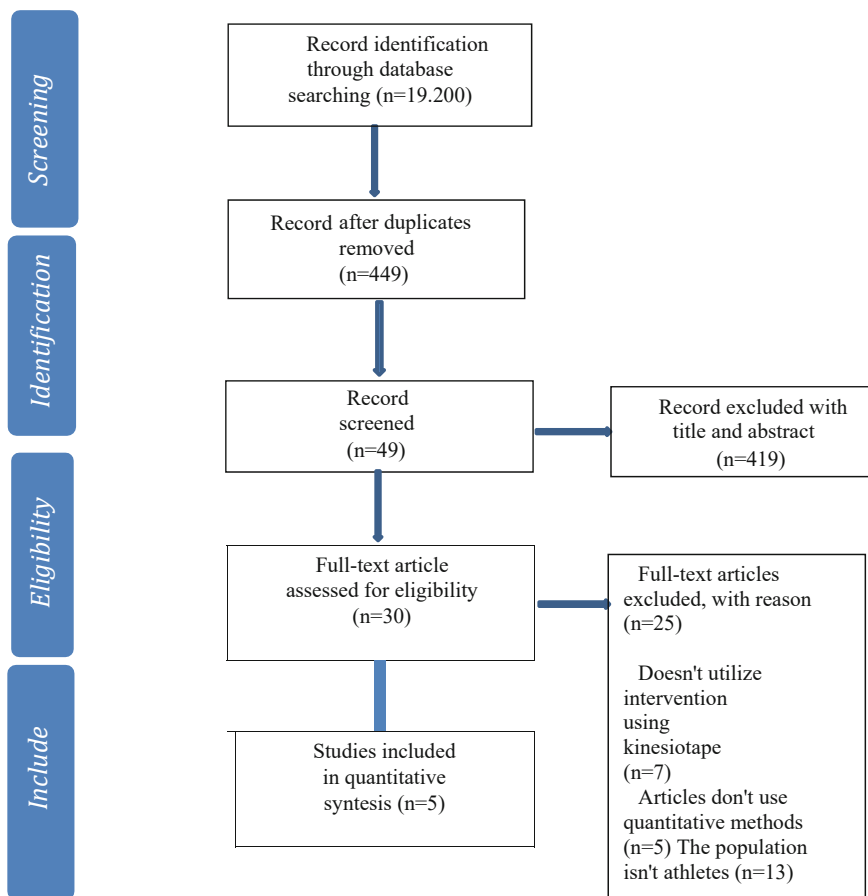 Screening
Record identification
through database
searching (n=19.200)
Record after duplicates
removed
(n=449)
Identification
Record
screened
(n=49)
Record excluded with
title and abstract
(n=419)
Eligibility
Full-text article
assessed for eligibility
(n=30)
Full-text articles
excluded, with reason
(n=25)
Doesn't utilize
intervention
using
kinesiotape
(n=7)
Articles don't use
quantitative methods
(n=5) The population
isn't athletes (n=13)
Include
Studies included
in quantitative
syntesis (n=5)